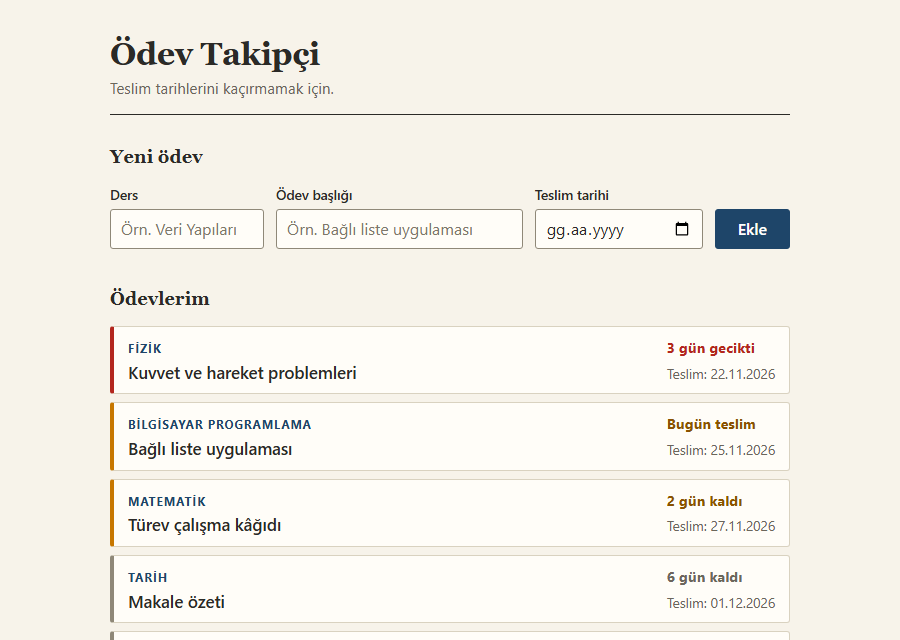 Ödev Takipçi
Teslim tarihlerini kaçırmamak için.
Yeni ödev
Ders
Ödev başlığı
Teslim tarihi
Örn. Veri Yapıları
Örn. Bağlı liste uygulaması
gg.aa.yyyy
Ekle
Ödevlerim
FİZİK
3 gün gecikti
Kuvvet ve hareket problemleri
Teslim: 22.11.2026
BİLGİSAYAR PROGRAMLAMA
Bugün teslim
Bağlı liste uygulaması
Teslim: 25.11.2026
MATEMATİK
2 gün kaldı
Türev çalışma kâğıdı
Teslim: 27.11.2026
TARİH
6 gün kaldı
Makale özeti
Teslim: 01.12.2026